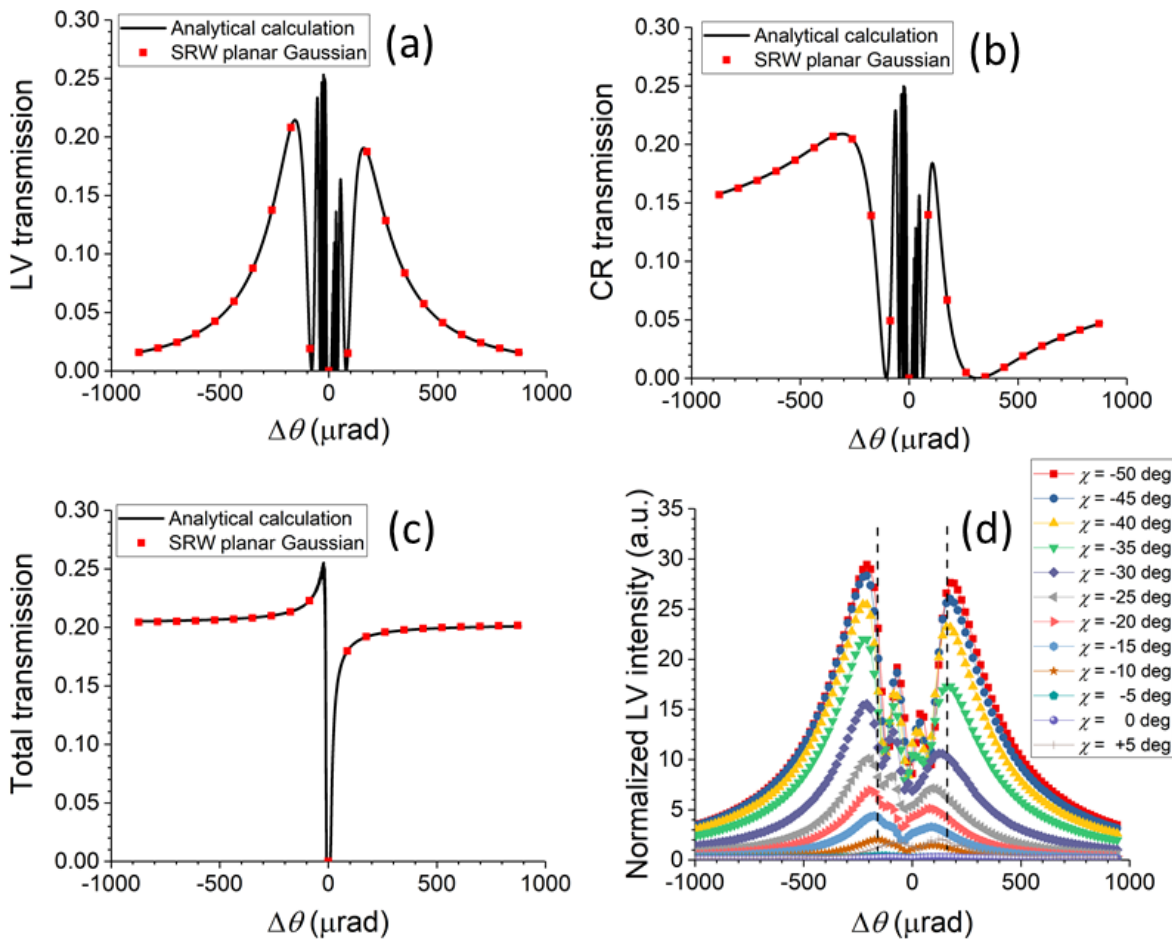 0.30
0.25
0.20
0.15
0.10
0.05
0.00
LV transmission
Analytical calculation
SRW planar Gaussian
(a)
-1000 -500 0 500 1000
Δθ (μrad)
0.30
0.25
0.20
0.15
0.10
0.05
0.00
CR transmission
Analytical calculation
SRW planar Gaussian
(b)
-1000 -500 0 500 1000
Δθ (μrad)
0.30
0.25
0.20
0.15
0.10
0.05
0.00
Total transmission
Analytical calculation
SRW planar Gaussian
(c)
-1000 -500 0 500 1000
Δθ (μrad)
35
30
25
20
15
10
5
0
Normalized LV intensity (a.u.)
(d)
χ = -50 deg
χ = -45 deg
χ = -40 deg
χ = -35 deg
χ = -30 deg
χ = -25 deg
χ = -20 deg
χ = -15 deg
χ = -10 deg
χ = -5 deg
χ = 0 deg
χ = +5 deg
-1000 -500 0 500 1000
Δθ (μrad)